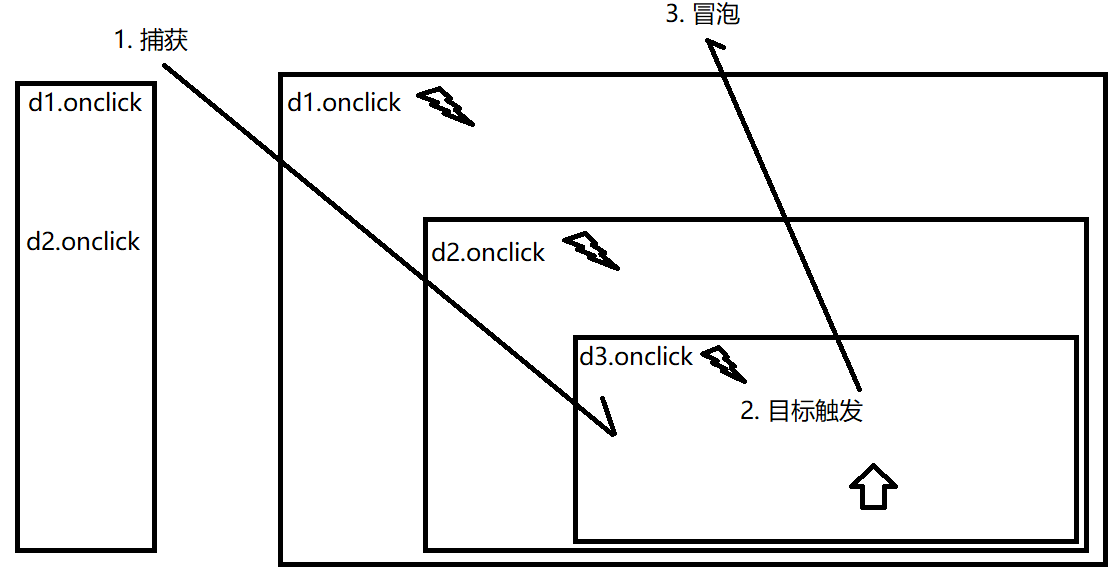 3. 冒泡
1. 捕获
d1.onclick
d1.onclick
d2.onclick
d2.onclick
d3.onclick
2. 目标触发